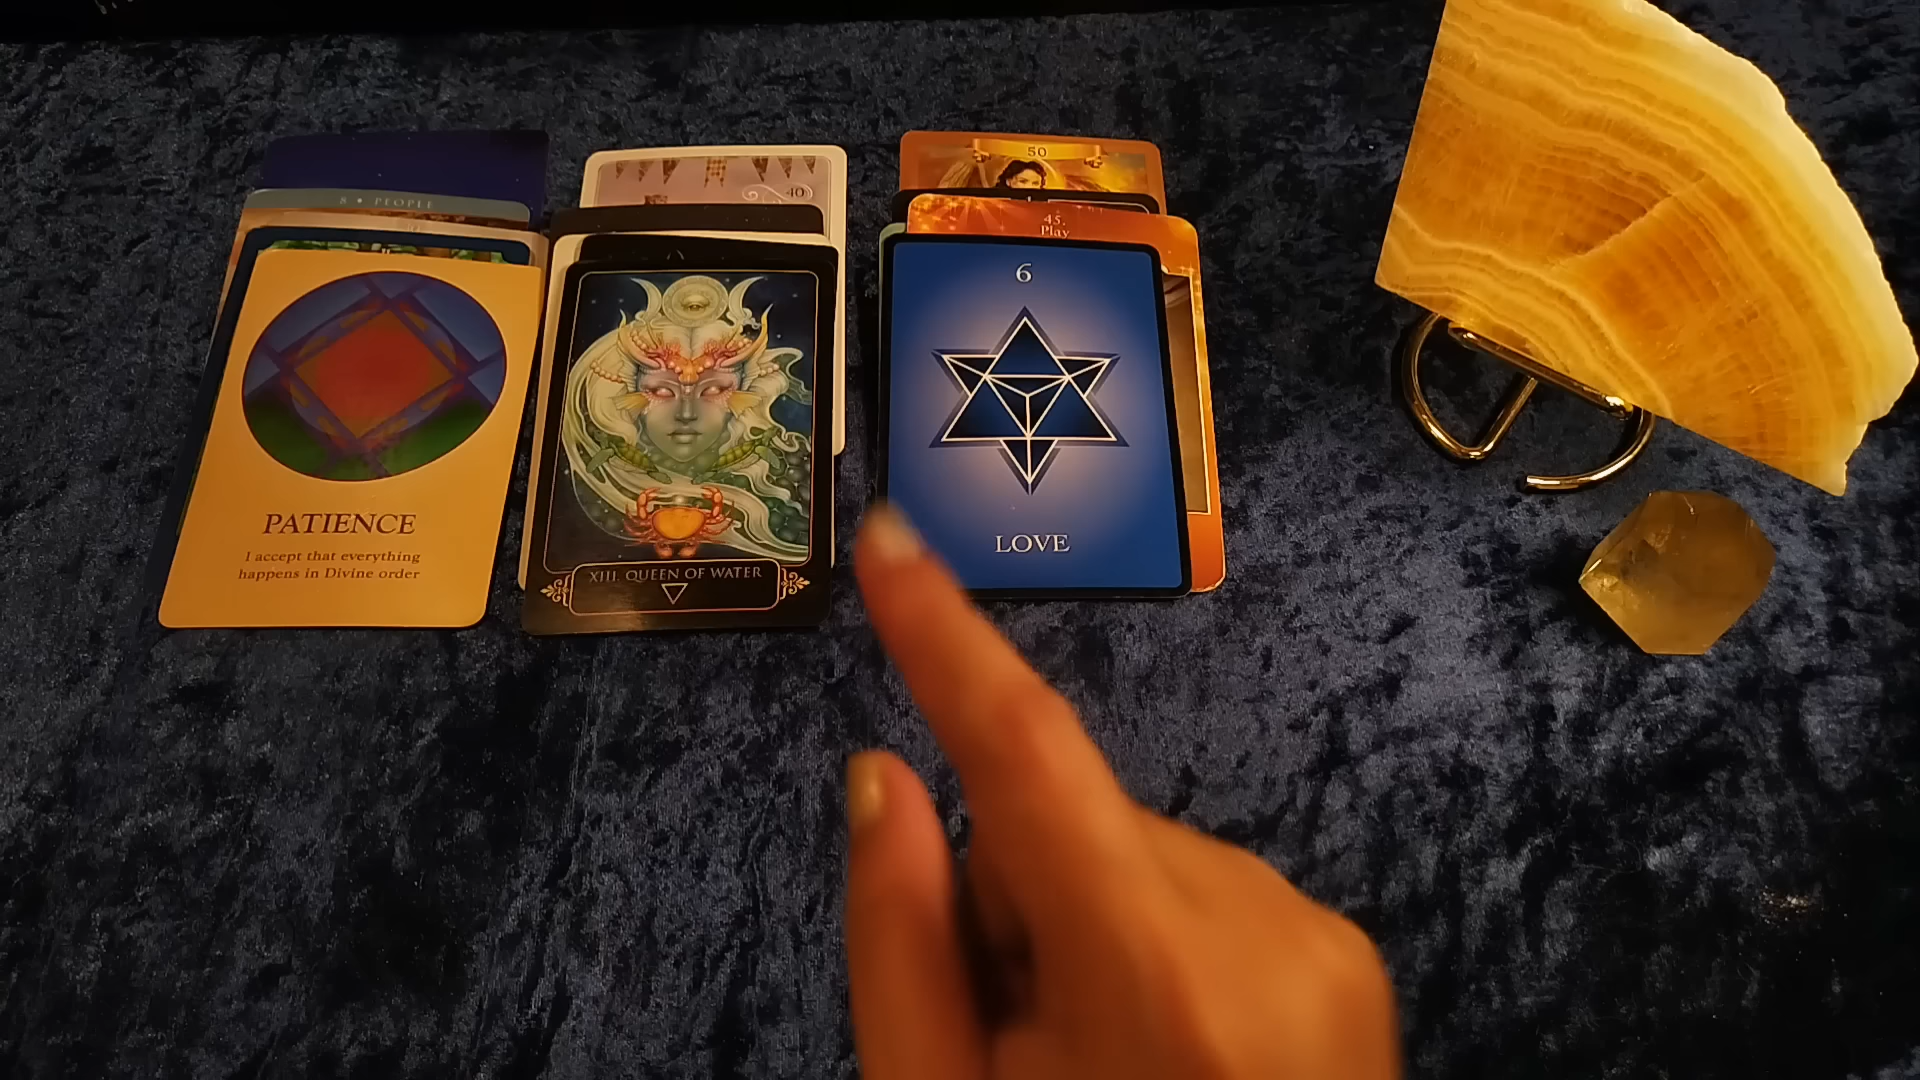 8 • PEOPLE
40
50
45.
Play
PATIENCE
I accept that everything
happens in Divine order
XIII. QUEEN OF WATER
6
LOVE